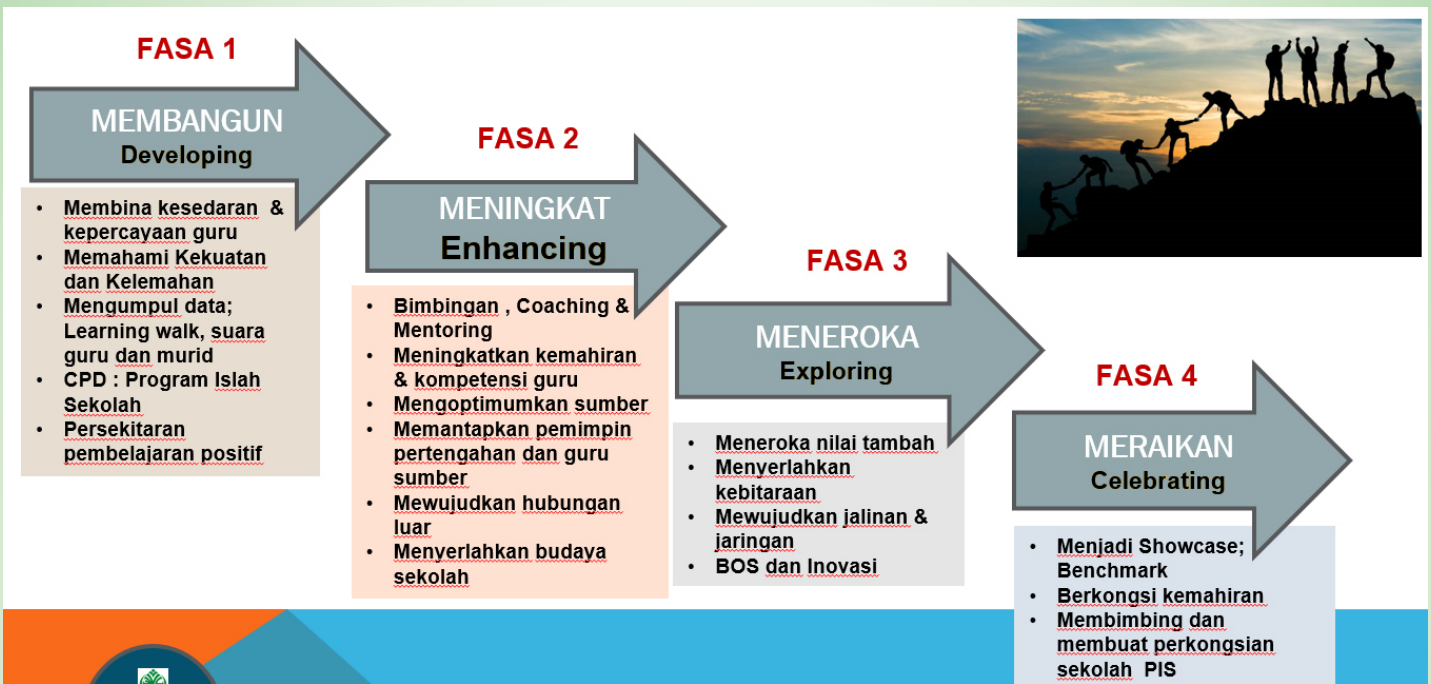 FASA 1
MEMBANGUN
Developing
• Membina kesedaran &
kepercayaan guru
• Memahami Kekuatan
dan Kelemahan
• Mengumpul data;
Learning walk, suara
guru dan murid
• CPD : Program Islah
Sekolah
• Persekitaran
pembelajaran positif
FASA 2
MENINGKAT
Enhancing
• Bimbingan , Coaching &
Mentoring
• Meningkatkan kemahiran
& kompetensi guru
• Mengoptimumkan sumber
• Memantapkan pemimpin
pertengahan dan guru
sumber
• Mewujudkan hubungan
luar
• Menyerlahkan budaya
sekolah
FASA 3
MENEROKA
Exploring
• Meneroka nilai tambah
• Menyerlahkan
kebitaraan
• Mewujudkan jalinan &
jaringan
• BOS dan Inovasi
FASA 4
MERAIKAN
Celebrating
• Menjadi Showcase;
Benchmark
• Berkongsi kemahiran
• Membimbing dan
membuat perkongsian
sekolah PIS